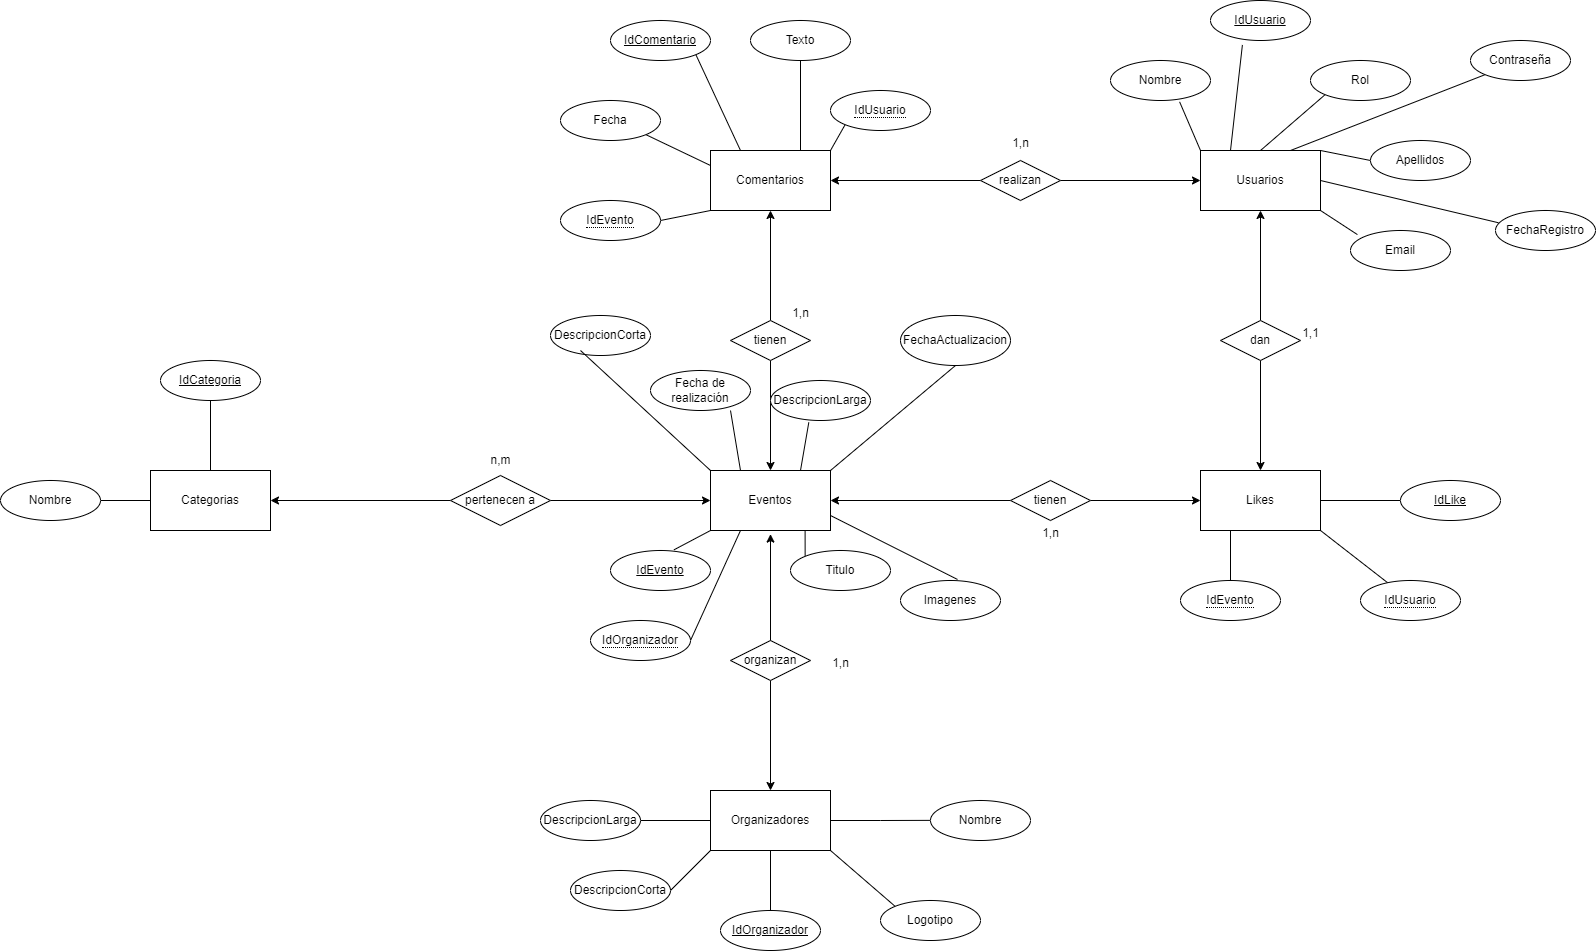 IdUsuario
IdComentario
Texto
Contraseña
Nombre
Rol
IdUsuario
Fecha
1,n
Apellidos
Comentarios
realizan
Usuarios
IdEvento
FechaRegistro
Email
1,n
DescripcionCorta
tienen
FechaActualizacion
dan
1,1
IdCategoria
Fecha de
realización
DescripcionLarga
n,m
Nombre
Categorias
pertenecen a
Eventos
tienen
Likes
IdLike
1,n
IdEvento
Titulo
Imagenes
IdEvento
IdUsuario
IdOrganizador
organizan
1,n
DescripcionLarga
Organizadores
Nombre
DescripcionCorta
Logotipo
IdOrganizador